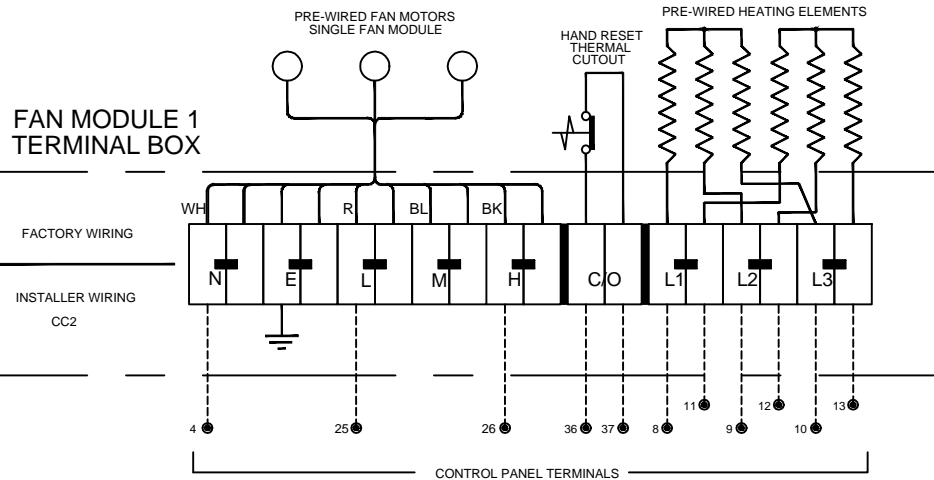 PRE-WIRED FAN MOTORS
SINGLE FAN MODULE
PRE-WIRED HEATING ELEMENTS
HAND RESET
THERMAL
CUTOUT
FAN MODULE 1
TERMINAL BOX
WH R BL BK
FACTORY WIRING
N E L M H C/O L1 L2 L3
INSTALLER WIRING
CC2
11 12 13
4 25 26 36 37 8 9 10
CONTROL PANEL TERMINALS